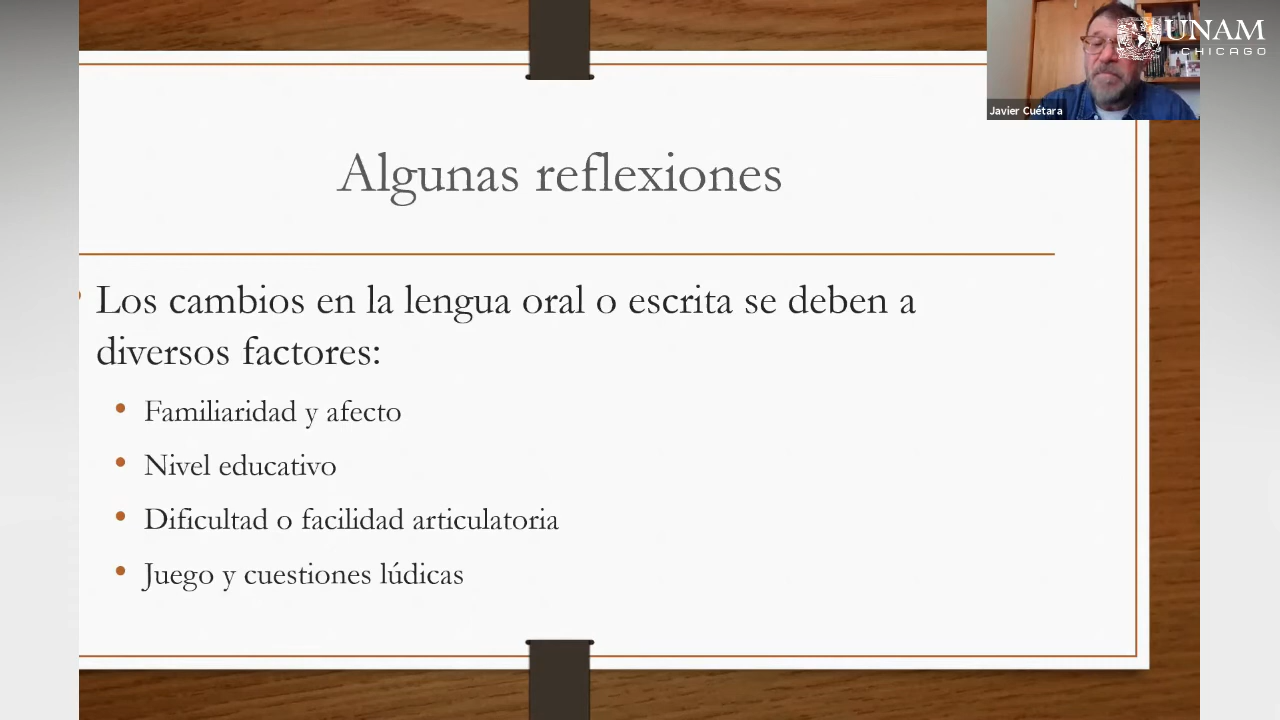 UNAM
CHICAGO
Javier Cuétara
Algunas reflexiones
Los cambios en la lengua oral o escrita se deben a
diversos factores:
• Familiaridad y afecto
• Nivel educativo
• Dificultad o facilidad articulatoria
• Juego y cuestiones lúdicas